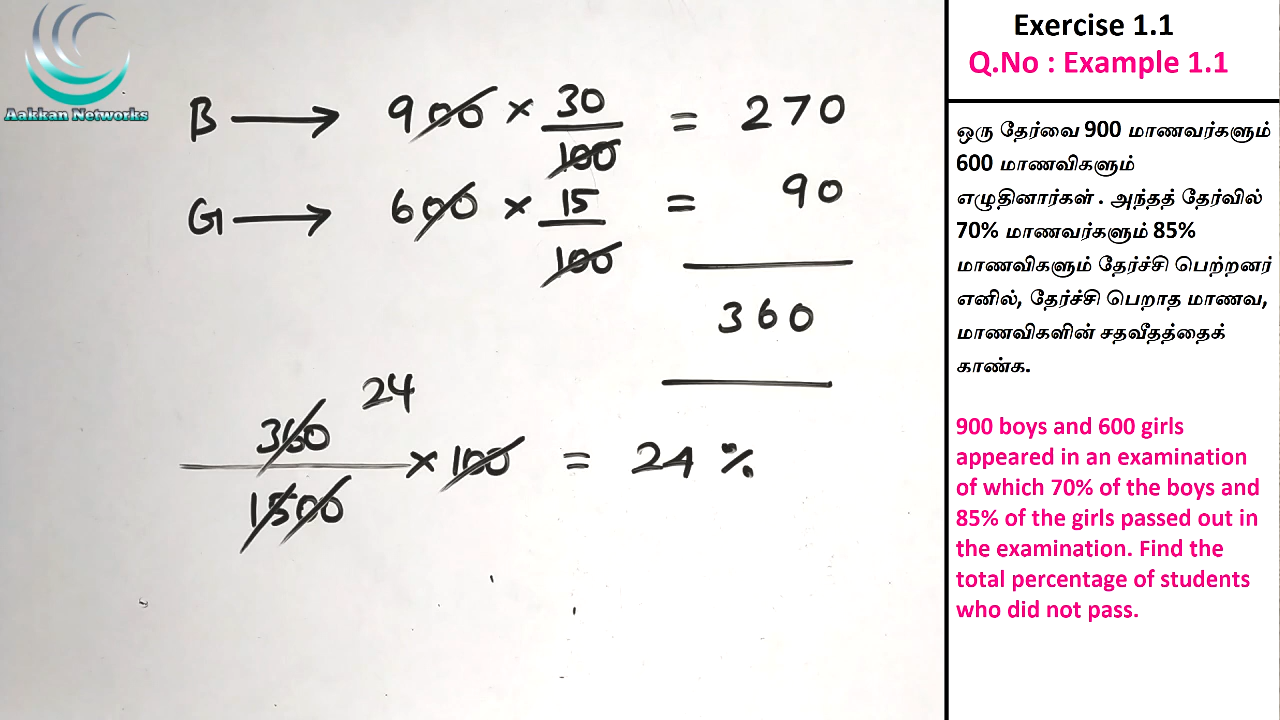 Aakkan Networks
B → 900 × 30/100 = 270
G → 600 × 15/100 = 90
360
24
360/1500 × 100 = 24 %
Exercise 1.1
Q.No : Example 1.1
ஒரு தேர்வை 900 மாணவர்களும்
600 மாணவிகளும்
எழுதினார்கள் . அந்தத் தேர்வில்
70% மாணவர்களும் 85%
மாணவிகளும் தேர்ச்சி பெற்றனர்
எனில், தேர்ச்சி பெறாத மாணவ,
மாணவிகளின் சதவீதத்தைக்
காண்க.
900 boys and 600 girls
appeared in an examination
of which 70% of the boys and
85% of the girls passed out in
the examination. Find the
total percentage of students
who did not pass.